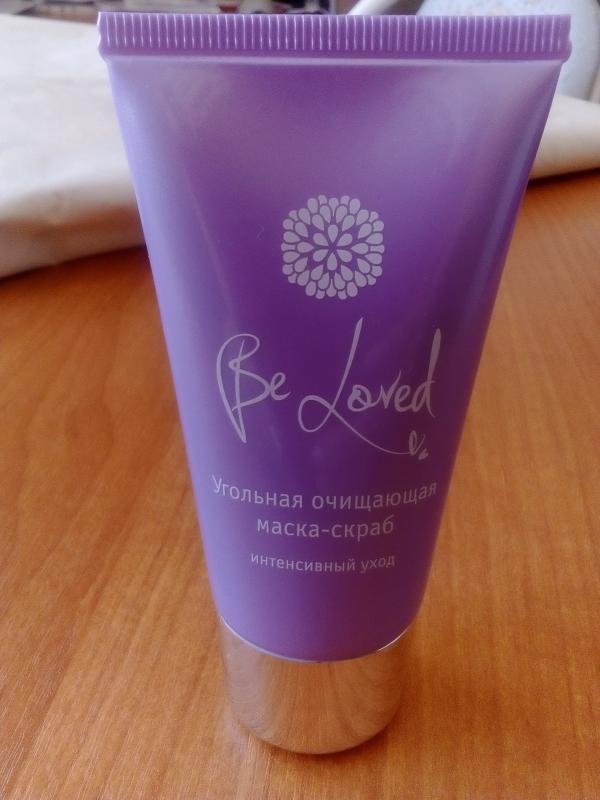 Be Loved
Угольная очищающая
маска-скраб
интенсивный уход